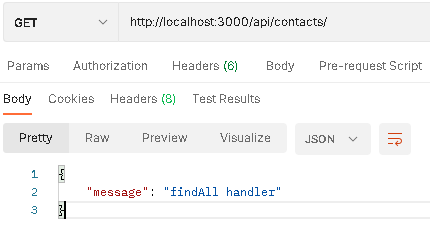 GET http://localhost:3000/api/contacts/
Params Authorization Headers (6) Body Pre-request Script
Body Cookies Headers (8) Test Results
Pretty Raw Preview Visualize JSON
1 {
2 "message": "findAll handler"
3 }